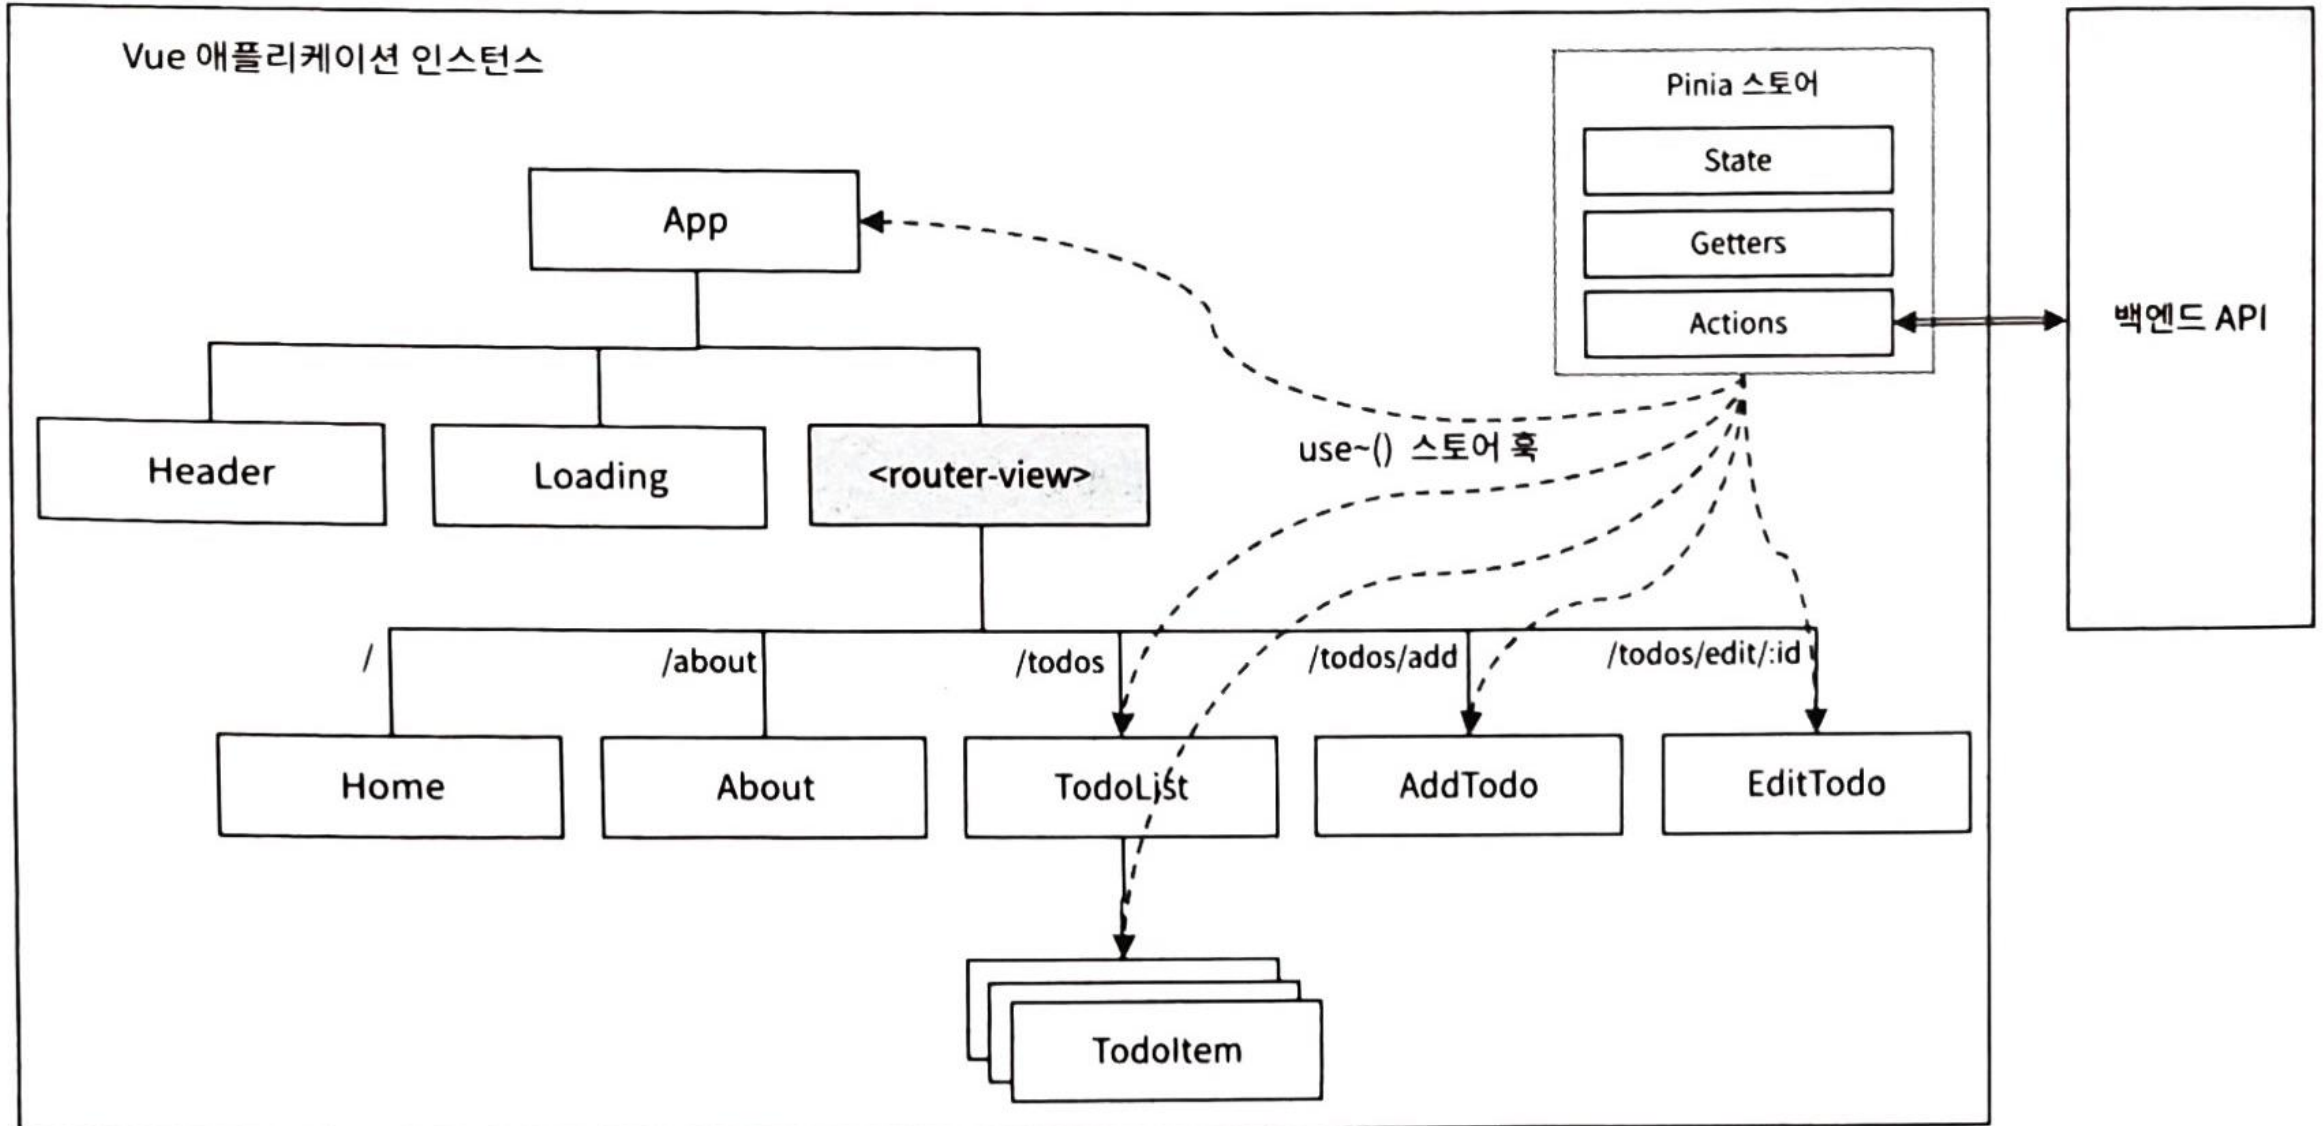 Vue 애플리케이션 인스턴스
Pinia 스토어
State
Getters
Actions
백엔드 API
App
use~() 스토어 훅
Header
Loading
<router-view>
/
/about
/todos
/todos/add
/todos/edit/:id
Home
About
TodoList
AddTodo
EditTodo
TodoItem